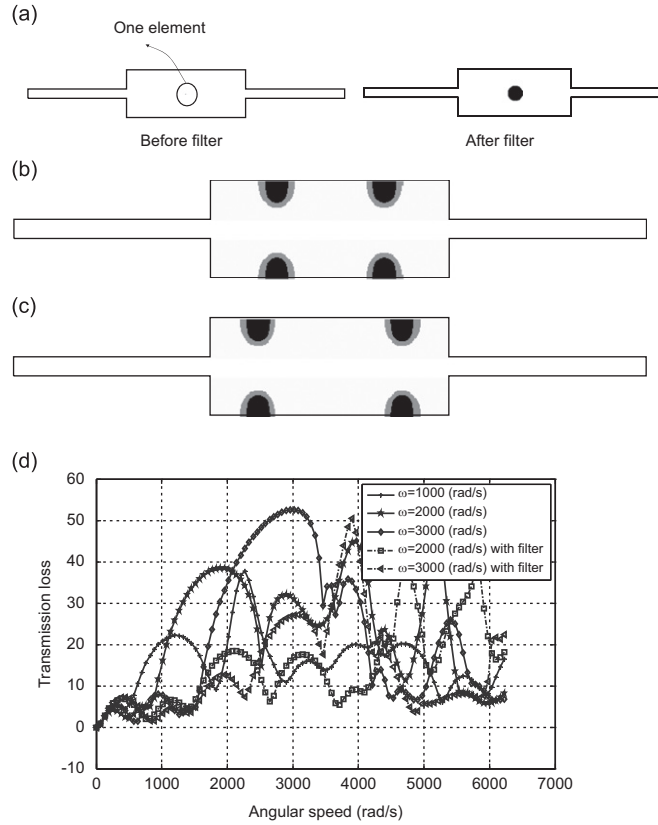 (a)
One element
Before filter
After filter
(b)
(c)
(d)
60
50
40
30
20
10
0
-10
Transmission loss
ω=1000 (rad/s)
ω=2000 (rad/s)
ω=3000 (rad/s)
ω=2000 (rad/s) with filter
ω=3000 (rad/s) with filter
0 1000 2000 3000 4000 5000 6000 7000
Angular speed (rad/s)